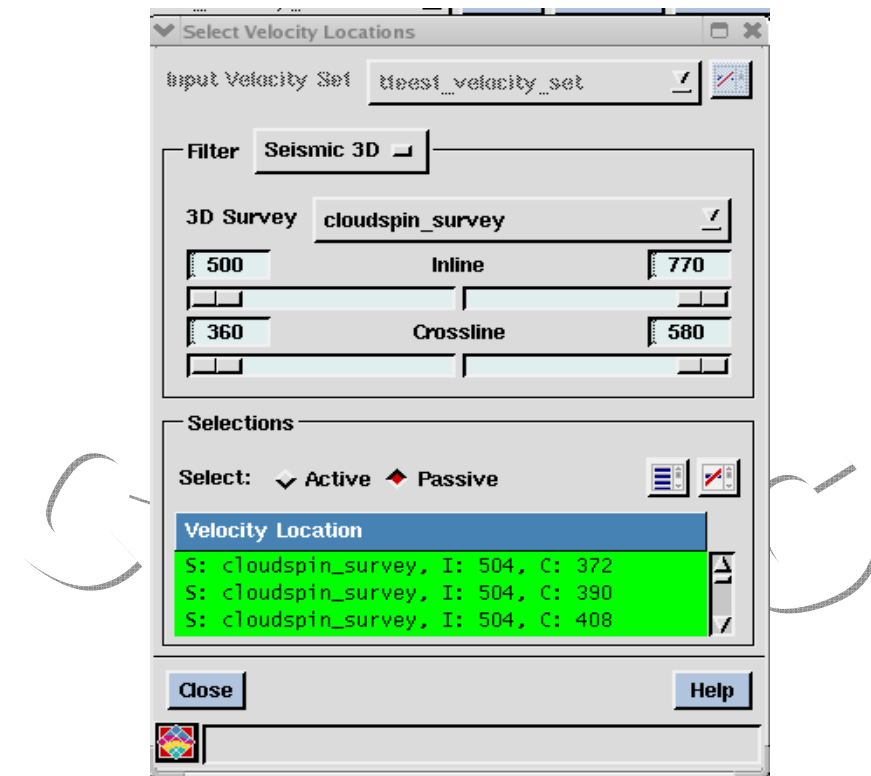 Select Velocity Locations
Input Velocity Set
velocity_set
Filter Seismic 3D
3D Survey cloudspin_survey
500 Inline 770
360 Crossline 580
Selections
Select: Active Passive
Velocity Location
S: cloudspin_survey, I: 504, C: 372
S: cloudspin_survey, I: 504, C: 390
S: cloudspin_survey, I: 504, C: 408
Close Help